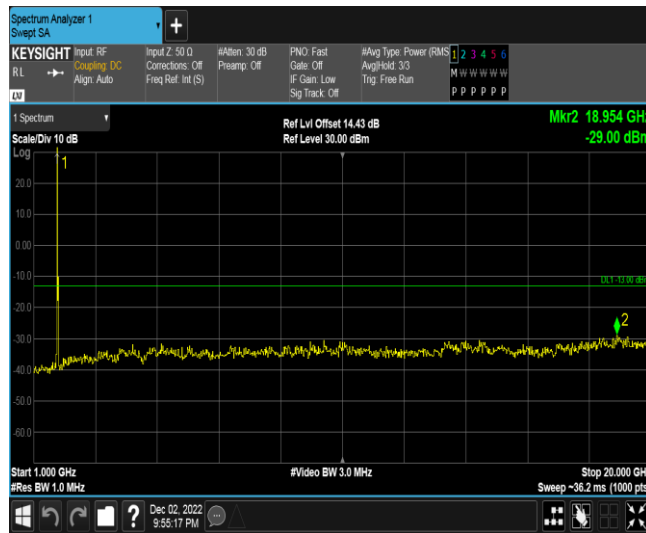 Spectrum Analyzer 1
Swept SA
KEYSIGHT
RL
LXI
Input: RF
Coupling: DC
Align: Auto
Input Z: 50 Ω
Corrections: Off
Freq Ref: Int (S)
#Atten: 30 dB
Preamp: Off
PNO: Fast
Gate: Off
IF Gain: Low
Sig Track: Off
#Avg Type: Power (RMS
Avg|Hold: 3/3
Trig: Free Run
1 2 3 4 5 6
M W W W W W
P P P P P P
1 Spectrum
Scale/Div 10 dB
Ref Lvl Offset 14.43 dB
Ref Level 30.00 dBm
Mkr2 18.954 GH
-29.00 dBm
Log
1
20.0
10.0
0.00
-10.0
DL1 -13.00 dB
-20.0
2
-30.0
-40.0
-50.0
-60.0
Start 1.000 GHz
#Video BW 3.0 MHz
Stop 20.000 GH
#Res BW 1.0 MHz
Sweep ~36.2 ms (1000 pts
?
Dec 02, 2022
9:55:17 PM